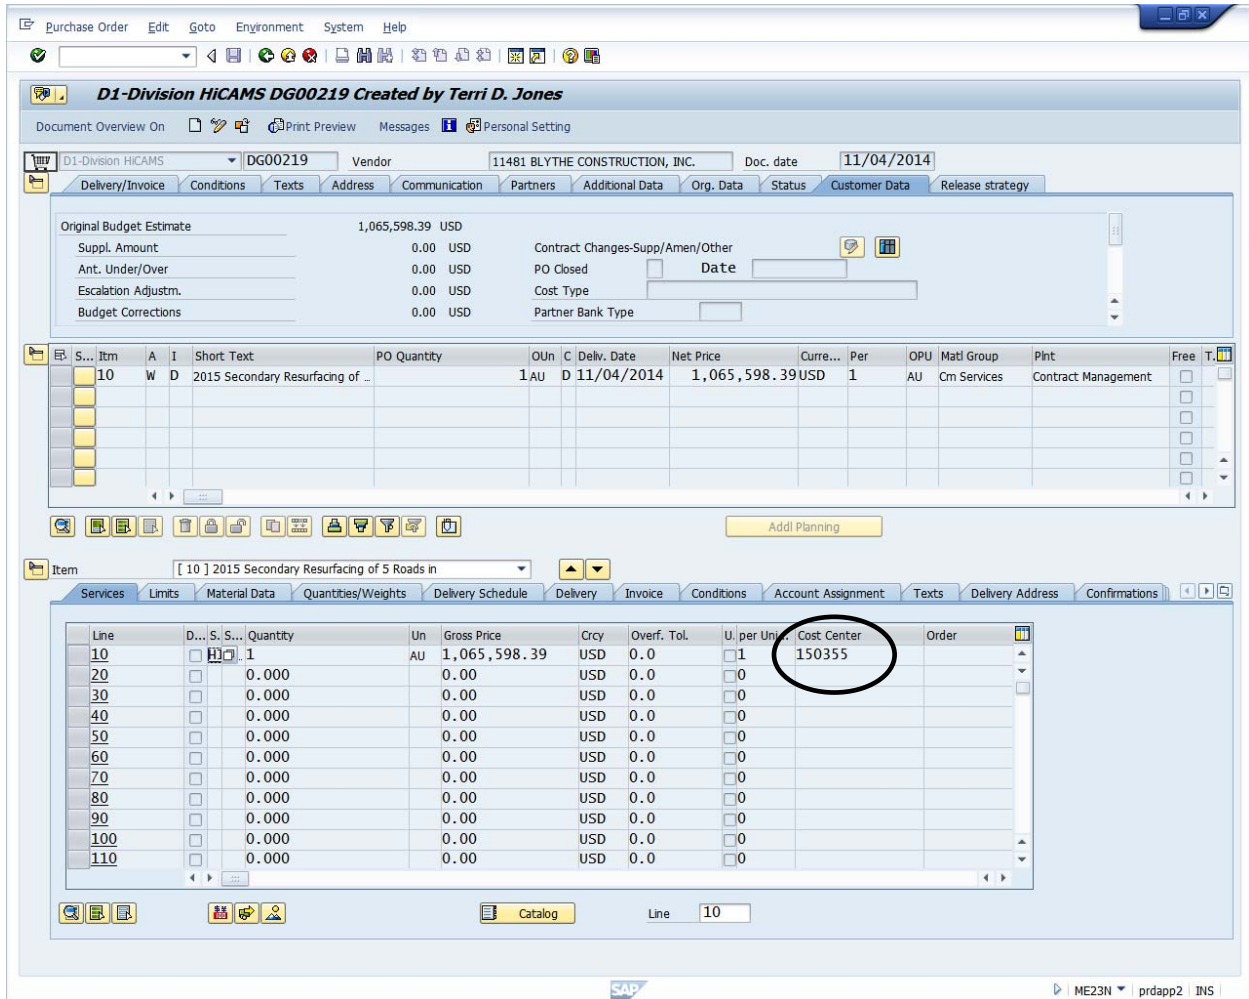 Purchase Order Edit Goto Environment System Help
D1-Division HiCAMS DG00219 Created by Terri D. Jones
Document Overview On Print Preview Messages Personal Setting
D1-Division HiCAMS DG00219 Vendor 11481 BLYTHE CONSTRUCTION, INC. Doc. date 11/04/2014
Delivery/Invoice Conditions Texts Address Communication Partners Additional Data Org. Data Status Customer Data Release strategy
Original Budget Estimate 1,065,598.39 USD
Suppl. Amount 0.00 USD Contract Changes-Supp/Amen/Other
Ant. Under/Over 0.00 USD PO Closed Date
Escalation Adjustm. 0.00 USD Cost Type
Budget Corrections 0.00 USD Partner Bank Type
S... Itm A I Short Text PO Quantity OUn C Deliv. Date Net Price Curre... Per OPU Matl Group Plnt Free T.
10 W D 2015 Secondary Resurfacing of .. 1 AU D 11/04/2014 1,065,598.39 USD 1 AU Cm Services Contract Management
Addl Planning
Item [ 10 ] 2015 Secondary Resurfacing of 5 Roads in
Services Limits Material Data Quantities/Weights Delivery Schedule Delivery Invoice Conditions Account Assignment Texts Delivery Address Confirmations
Line D... S. S... Quantity Un Gross Price Crcy Overf. Tol. U. per Uni... Cost Center Order
10 1 AU 1,065,598.39 USD 0.0 1 150355
20 0.000 0.00 USD 0.0 0
30 0.000 0.00 USD 0.0 0
40 0.000 0.00 USD 0.0 0
50 0.000 0.00 USD 0.0 0
60 0.000 0.00 USD 0.0 0
70 0.000 0.00 USD 0.0 0
80 0.000 0.00 USD 0.0 0
90 0.000 0.00 USD 0.0 0
100 0.000 0.00 USD 0.0 0
110 0.000 0.00 USD 0.0 0
Catalog Line 10
SAP ME23N prdapp2 INS